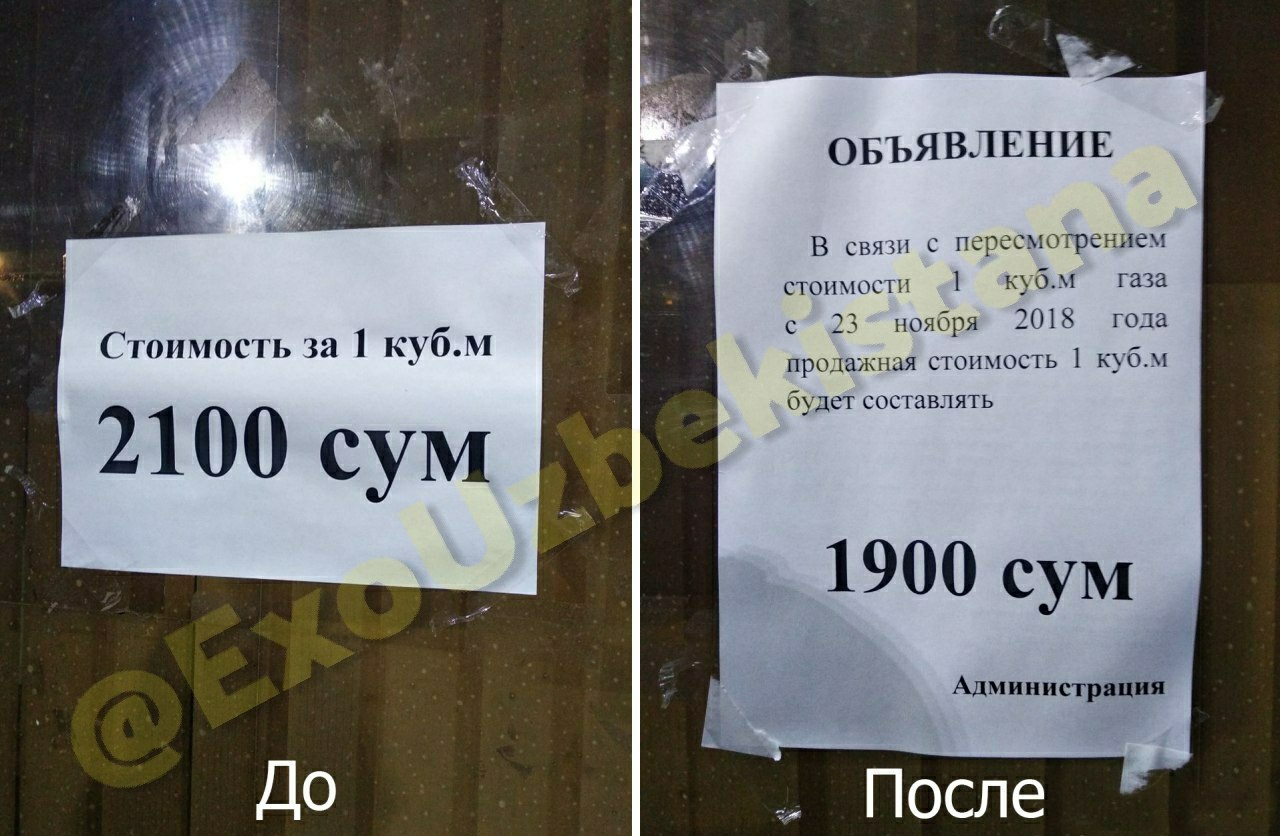 Стоимость за 1 куб.м
2100 сум
До
ОБЪЯВЛЕНИЕ
В связи с пересмотрением
стоимости 1 куб.м газа
с 23 ноября 2018 года
продажная стоимость 1 куб.м
будет составлять
1900 сум
Администрация
После
@ExoUzbekistana